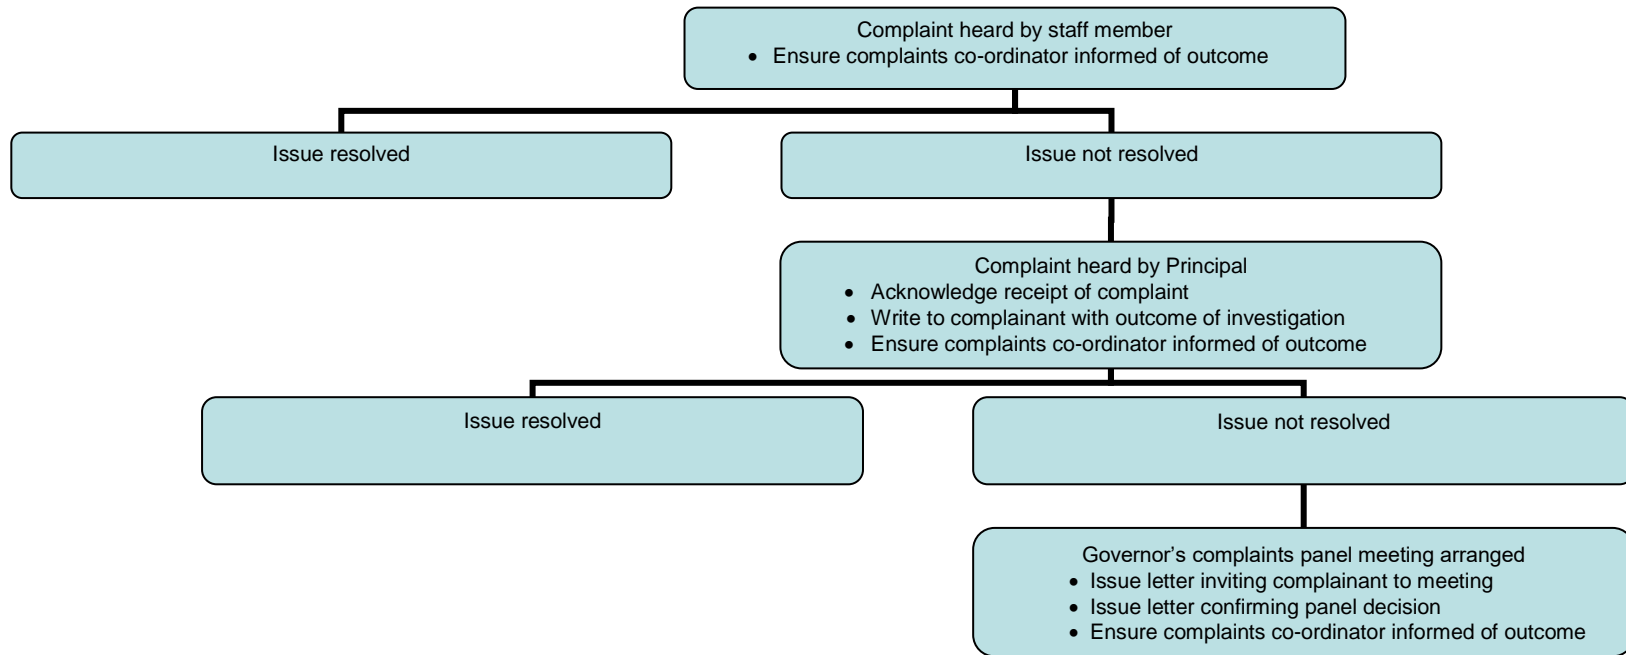 Complaint heard by staff member
• Ensure complaints co-ordinator informed of outcome
Issue resolved
Issue not resolved
Complaint heard by Principal
• Acknowledge receipt of complaint
• Write to complainant with outcome of investigation
• Ensure complaints co-ordinator informed of outcome
Issue resolved
Issue not resolved
Governor’s complaints panel meeting arranged
• Issue letter inviting complainant to meeting
• Issue letter confirming panel decision
• Ensure complaints co-ordinator informed of outcome